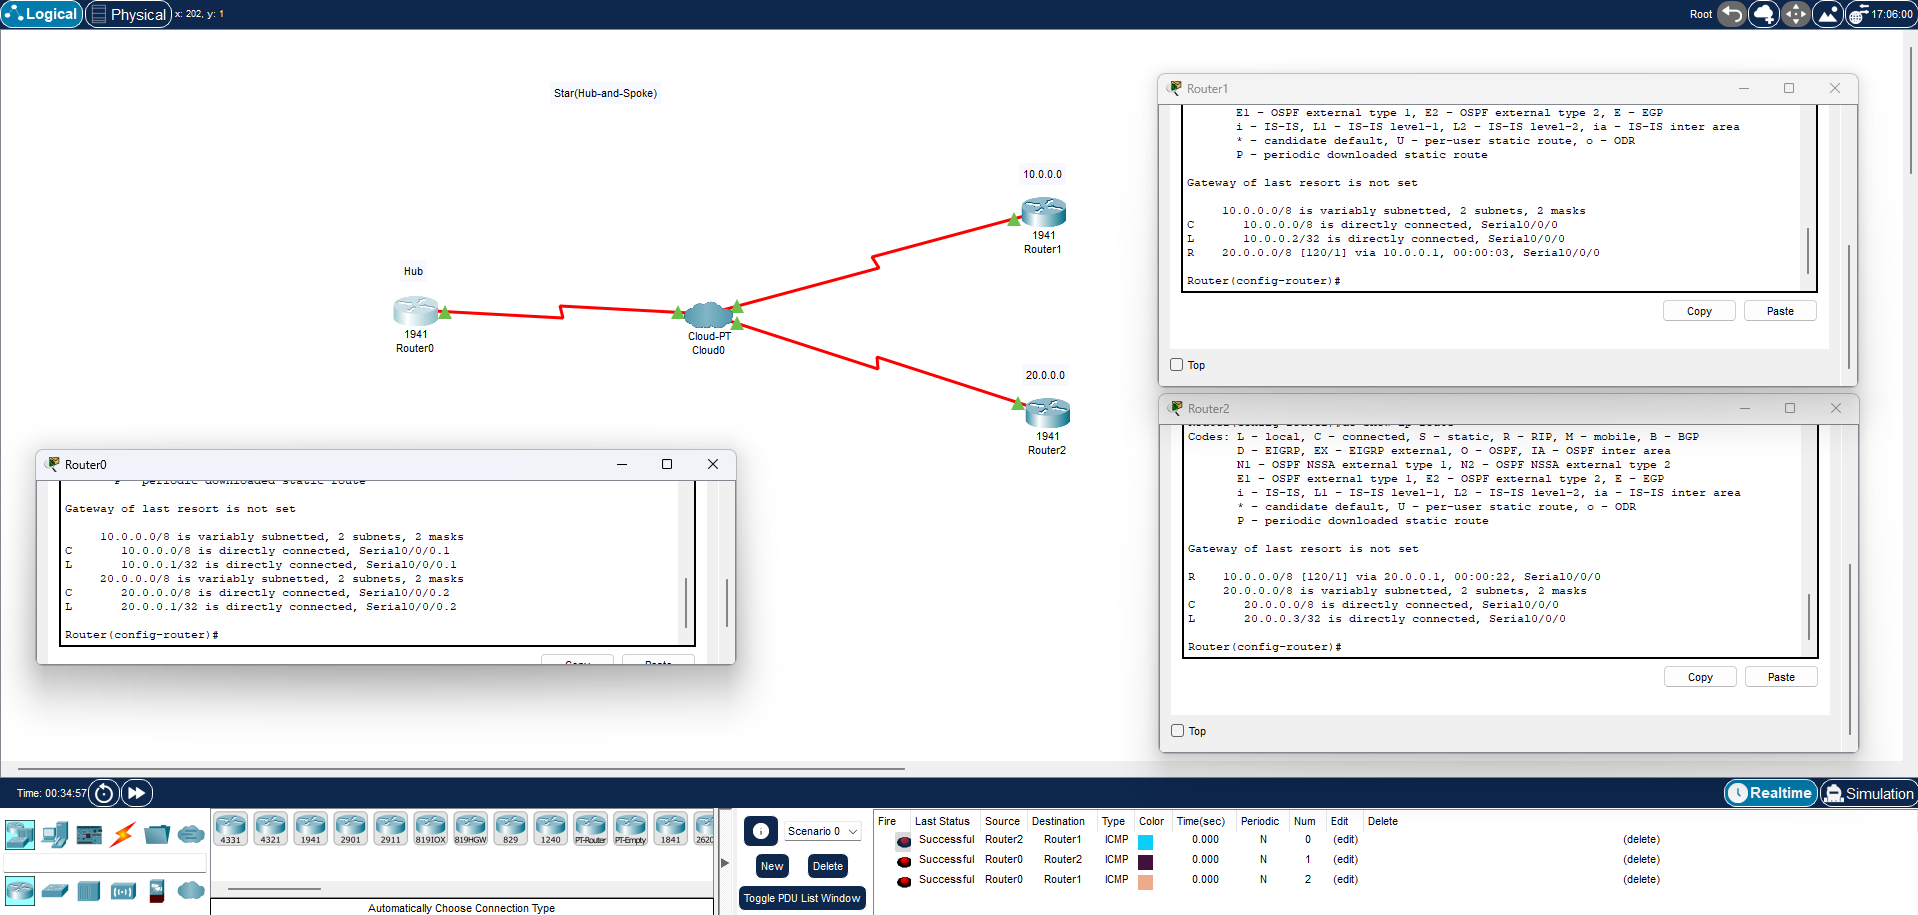 Logical
Physical
x: 202, y: 1
Root
17:06:00
Star(Hub-and-Spoke)
10.0.0.0
1941
Router1
Hub
1941
Router0
Cloud-PT
Cloud0
20.0.0.0
1941
Router2
Router1
E1 - OSPF external type 1, E2 - OSPF external type 2, E - EGP
i - IS-IS, L1 - IS-IS level-1, L2 - IS-IS level-2, ia - IS-IS inter area
* - candidate default, U - per-user static route, o - ODR
P - periodic downloaded static route
Gateway of last resort is not set
10.0.0.0/8 is variably subnetted, 2 subnets, 2 masks
C 10.0.0.0/8 is directly connected, Serial0/0/0
L 10.0.0.2/32 is directly connected, Serial0/0/0
R 20.0.0.0/8 [120/1] via 10.0.0.1, 00:00:03, Serial0/0/0
Router(config-router)#
Copy
Paste
Top
Router2
Codes: L - local, C - connected, S - static, R - RIP, M - mobile, B - BGP
D - EIGRP, EX - EIGRP external, O - OSPF, IA - OSPF inter area
N1 - OSPF NSSA external type 1, N2 - OSPF NSSA external type 2
E1 - OSPF external type 1, E2 - OSPF external type 2, E - EGP
i - IS-IS, L1 - IS-IS level-1, L2 - IS-IS level-2, ia - IS-IS inter area
* - candidate default, U - per-user static route, o - ODR
P - periodic downloaded static route
Gateway of last resort is not set
R 10.0.0.0/8 [120/1] via 20.0.0.1, 00:00:22, Serial0/0/0
20.0.0.0/8 is variably subnetted, 2 subnets, 2 masks
C 20.0.0.0/8 is directly connected, Serial0/0/0
L 20.0.0.3/32 is directly connected, Serial0/0/0
Router(config-router)#
Copy
Paste
Top
Router0
P - periodic downloaded static route
Gateway of last resort is not set
10.0.0.0/8 is variably subnetted, 2 subnets, 2 masks
C 10.0.0.0/8 is directly connected, Serial0/0/0.1
L 10.0.0.1/32 is directly connected, Serial0/0/0.1
20.0.0.0/8 is variably subnetted, 2 subnets, 2 masks
C 20.0.0.0/8 is directly connected, Serial0/0/0.2
L 20.0.0.1/32 is directly connected, Serial0/0/0.2
Router(config-router)#
Copy
Paste
Time: 00:34:57
Realtime
Simulation
4331 4321 1941 2901 2911 819IOX 819HGW 829 1240 PT-Router PT-Empty 1841 2620
Automatically Choose Connection Type
Scenario 0
New
Delete
Toggle PDU List Window
Fire Last Status Source Destination Type Color Time(sec) Periodic Num Edit Delete
Successful Router2 Router1 ICMP 0.000 N 0 (edit) (delete)
Successful Router0 Router2 ICMP 0.000 N 1 (edit) (delete)
Successful Router0 Router1 ICMP 0.000 N 2 (edit) (delete)